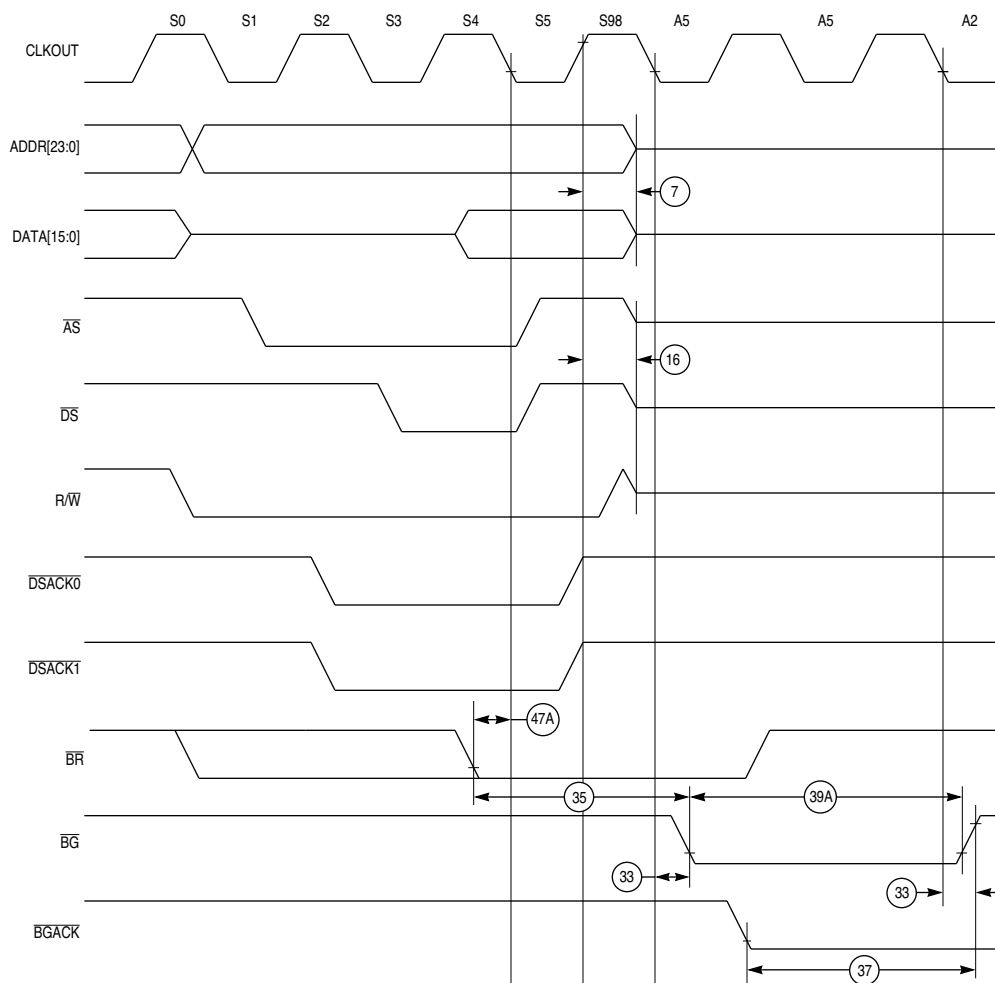 S0 S1 S2 S3 S4 S5 S98 A5 A5 A2
CLKOUT
ADDR[23:0]
7
DATA[15:0]
AS
16
DS
R/W
DSACK0
DSACK1
47A
BR
35 39A
BG
33 33
BGACK
37